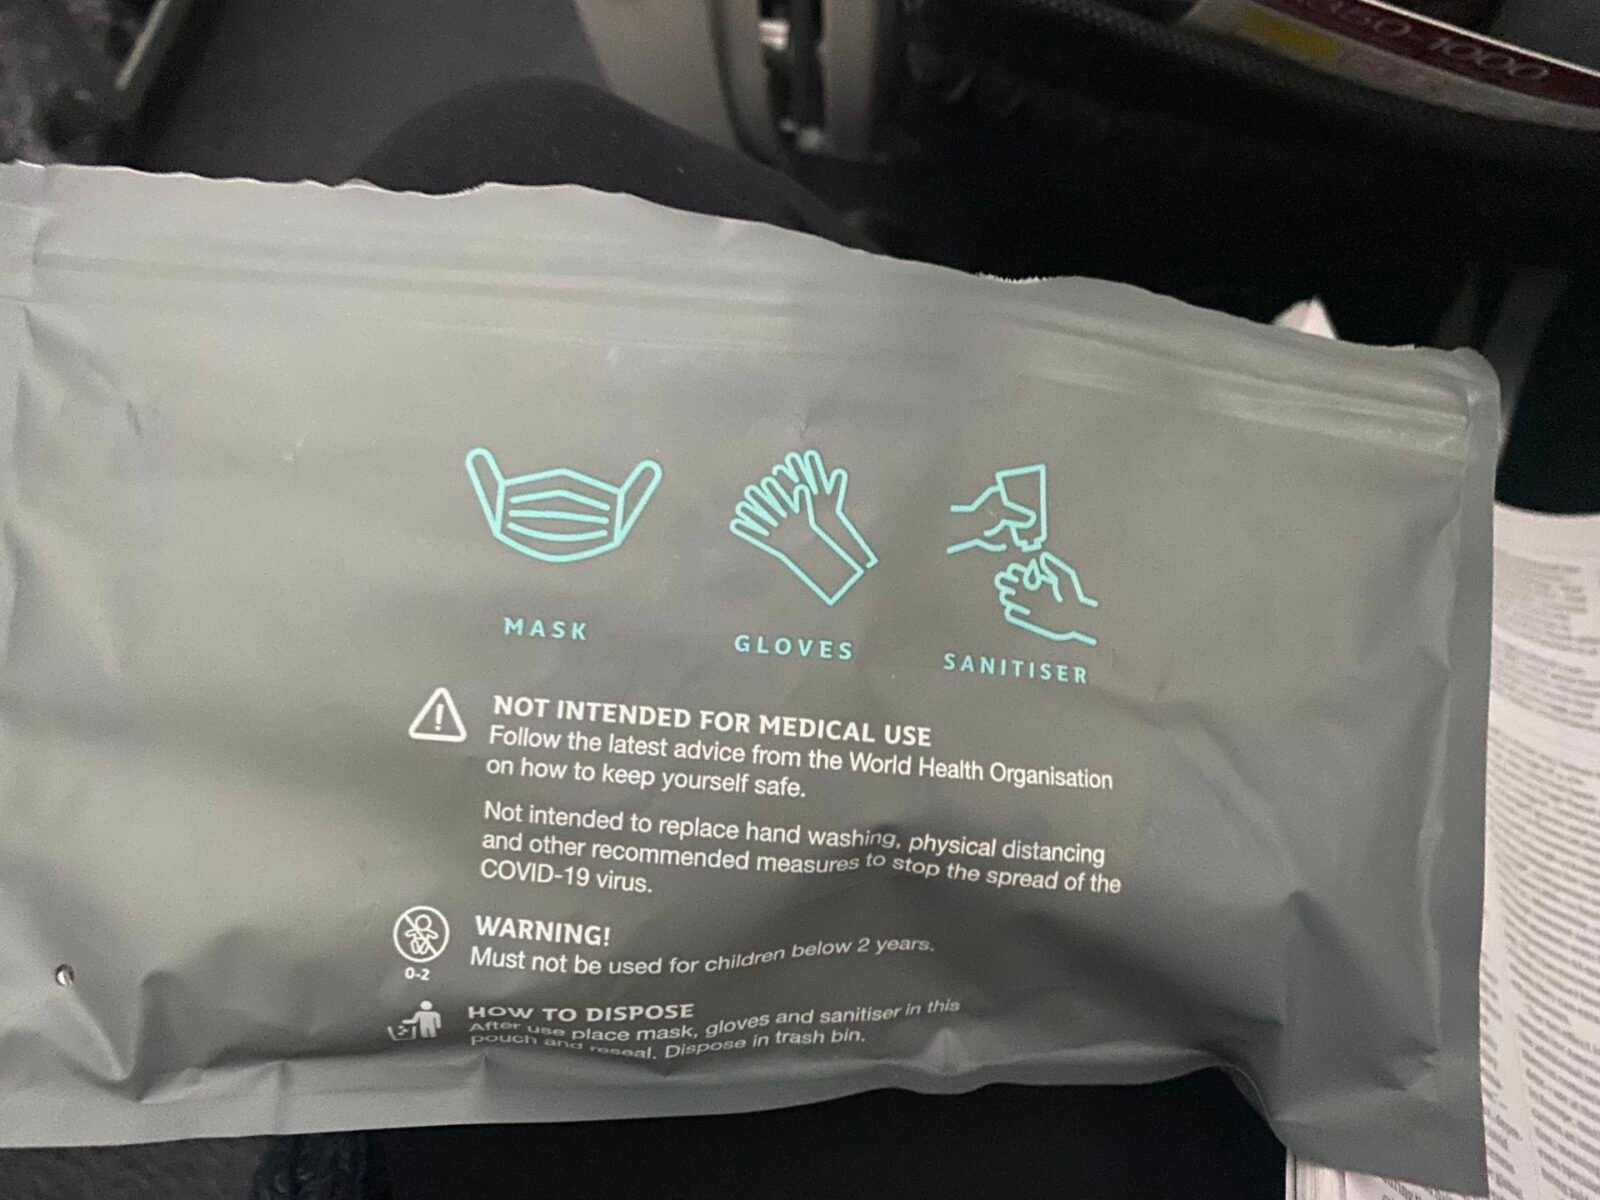 350-1000
MASK
GLOVES
SANITISER
NOT INTENDED FOR MEDICAL USE
Follow the latest advice from the World Health Organisation
on how to keep yourself safe.
Not intended to replace hand washing, physical distancing
and other recommended measures to stop the spread of the
COVID-19 virus.
WARNING!
Must not be used for children below 2 years.
0-2
HOW TO DISPOSE
After use place mask, gloves and sanitiser in this
pouch and reseal. Dispose in trash bin.